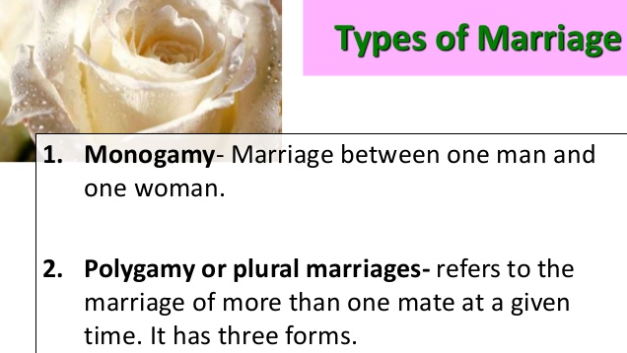 Types of Marriage
1. Monogamy- Marriage between one man and
one woman.
2. Polygamy or plural marriages- refers to the
marriage of more than one mate at a given
time. It has three forms.